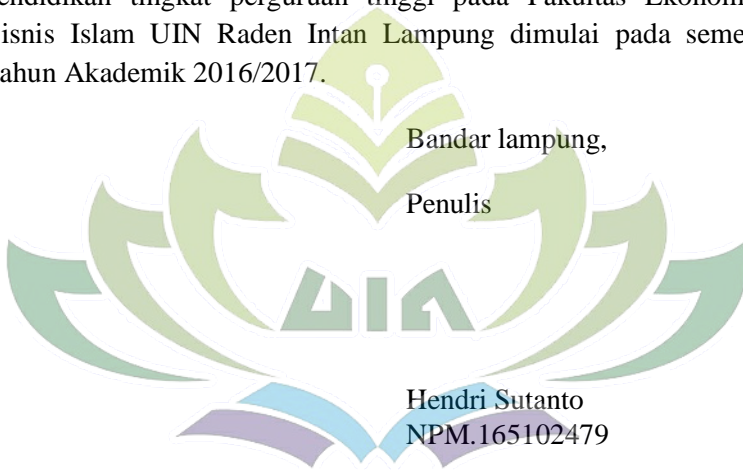 pendidikan tingkat perguruan tinggi pada Fakultas Ekonomi
Bisnis Islam UIN Raden Intan Lampung dimulai pada
Tahun Akademik 2016/2017.
Bandar lampung,
Penulis
UIN
Hendri Sutanto
NPM.165102479